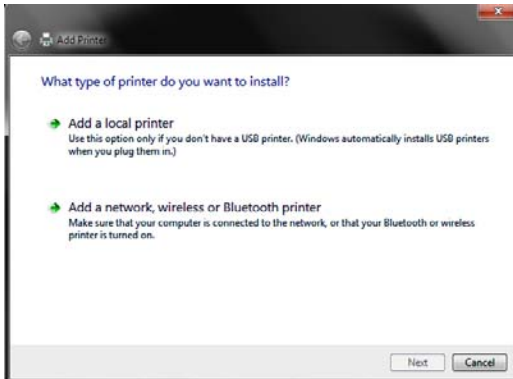 Add Printer
What type of printer do you want to install?
Add a local printer
Use this option only if you don't have a USB printer. (Windows automatically installs USB printers
when you plug them in.)
Add a network, wireless or Bluetooth printer
Make sure that your computer is connected to the network, or that your Bluetooth or wireless
printer is turned on.
Next Cancel